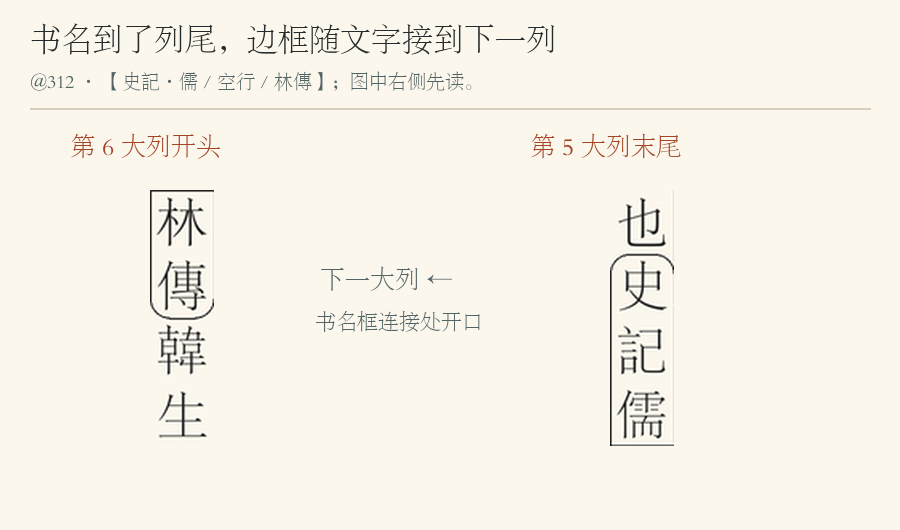 书名到了列尾，边框随文字接到下一列
@312 · 【史記·儒 / 空行 / 林傳】；图中右侧先读。
第 5 大列末尾
也史記儒
下一大列 ←
书名框连接处开口
第 6 大列开头
林傳韓生